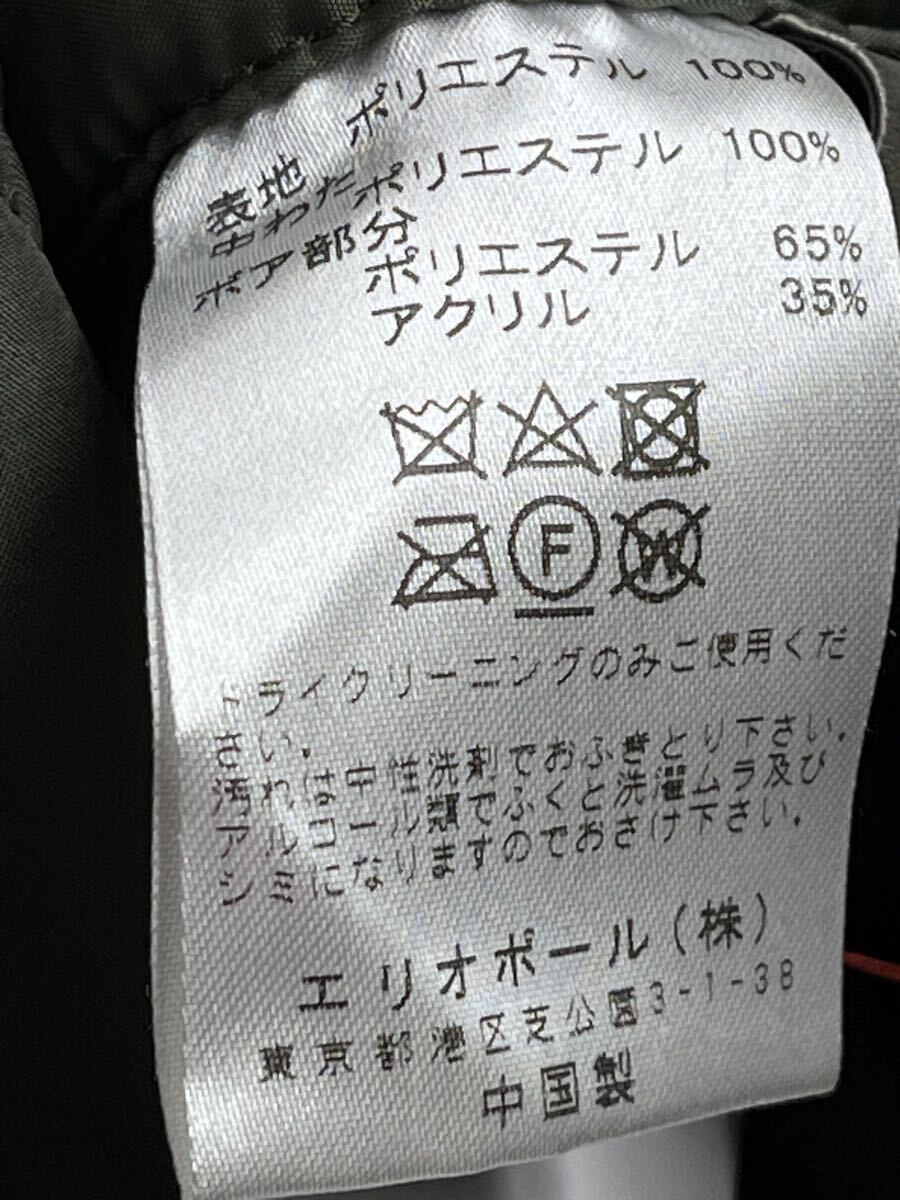 表地 ポリエステル 100%
中わた ポリエステル 100%
ボア部分
ポリエステル 65%
アクリル 35%
F
W
ドライクリーニングのみご使用くだ
さい。
汚れは中性洗剤でおふきとり下さい。
アルコール類でふくと洗濯ムラ及び
シミになりますのでおさけ下さい。
エリオポール(株)
東京都港区芝公園3-1-38
中国製